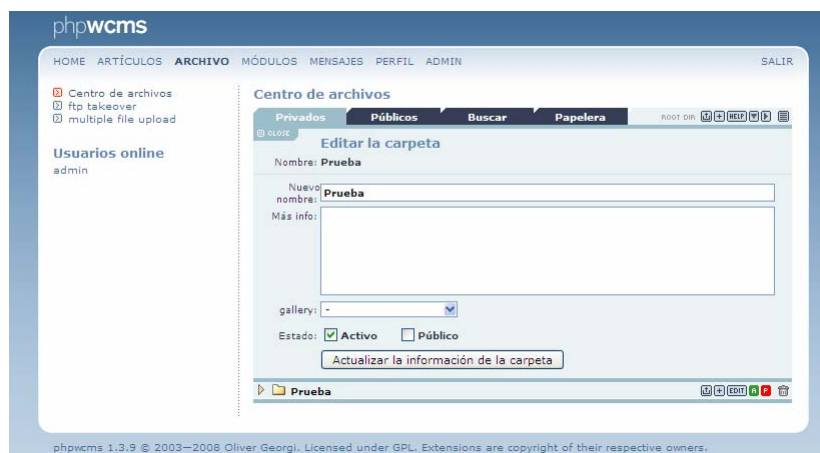 phpwcms
HOME ARTÍCULOS ARCHIVO MÓDULOS MENSAJES PERFIL ADMIN SALIR
Centro de archivos
ftp takeover
multiple file upload
Usuarios online
admin
Centro de archivos
Privados Públicos Buscar Papelera ROOT DIR HELP
CLOSE
Editar la carpeta
Nombre: Prueba
Nuevo nombre: Prueba
Más info:
gallery: -
Estado: Activo Público
Actualizar la información de la carpeta
Prueba EDIT A P
phpwcms 1.3.9 © 2003—2008 Oliver Georgi. Licensed under GPL. Extensions are copyright of their respective owners.